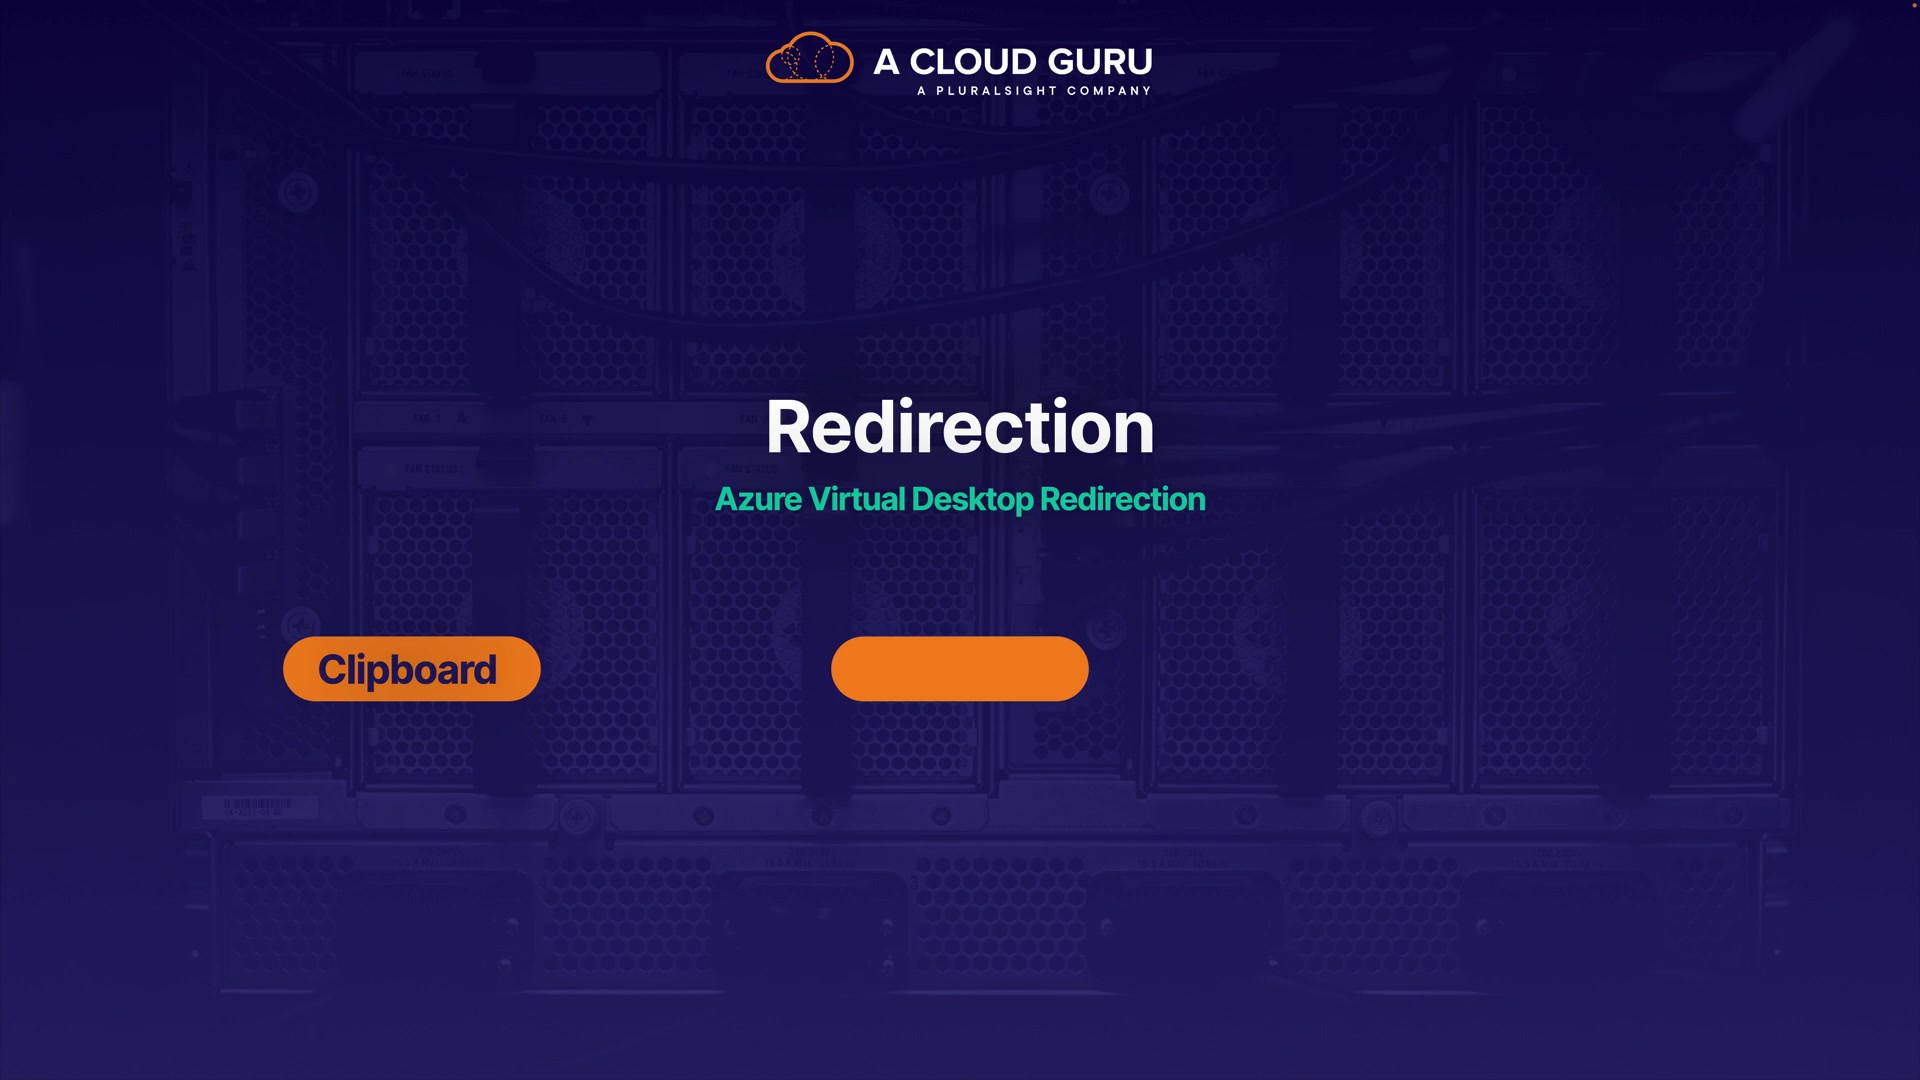 A CLOUD GURU
A PLURALSIGHT COMPANY
Redirection
Azure Virtual Desktop Redirection
Clipboard